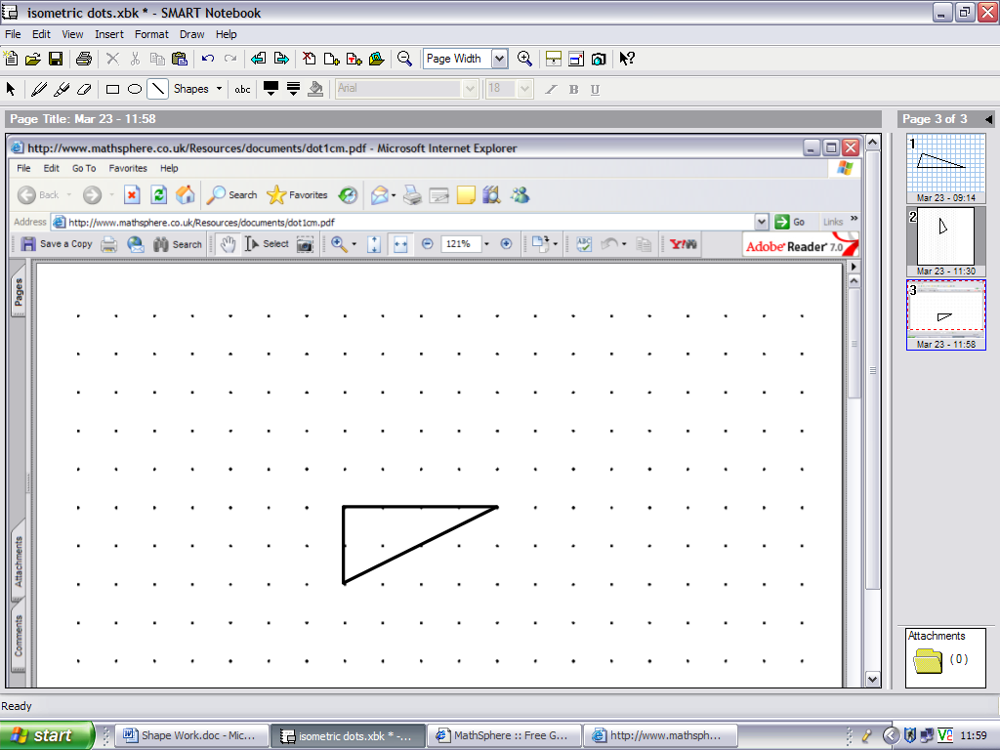 isometric dots.xbk * - SMART Notebook
File Edit View Insert Format Draw Help
Page Width
Shapes abc Arial 18 I B U
Page Title: Mar 23 - 11:58
Page 3 of 3
http://www.mathsphere.co.uk/Resources/documents/dot1cm.pdf - Microsoft Internet Explorer
File Edit Go To Favorites Help
Back Search Favorites
Address http://www.mathsphere.co.uk/Resources/documents/dot1cm.pdf Go Links »
Save a Copy Search Select 121% Y! Adobe Reader 7.0
Pages
Attachments
Comments
1
Mar 23 - 09:14
2
Mar 23 - 11:30
3
Mar 23 - 11:58
Attachments
(0)
Ready
start Shape Work.doc - Mic... isometric dots.xbk * -... MathSphere :: Free G... http://www.mathsph... V2 11:59